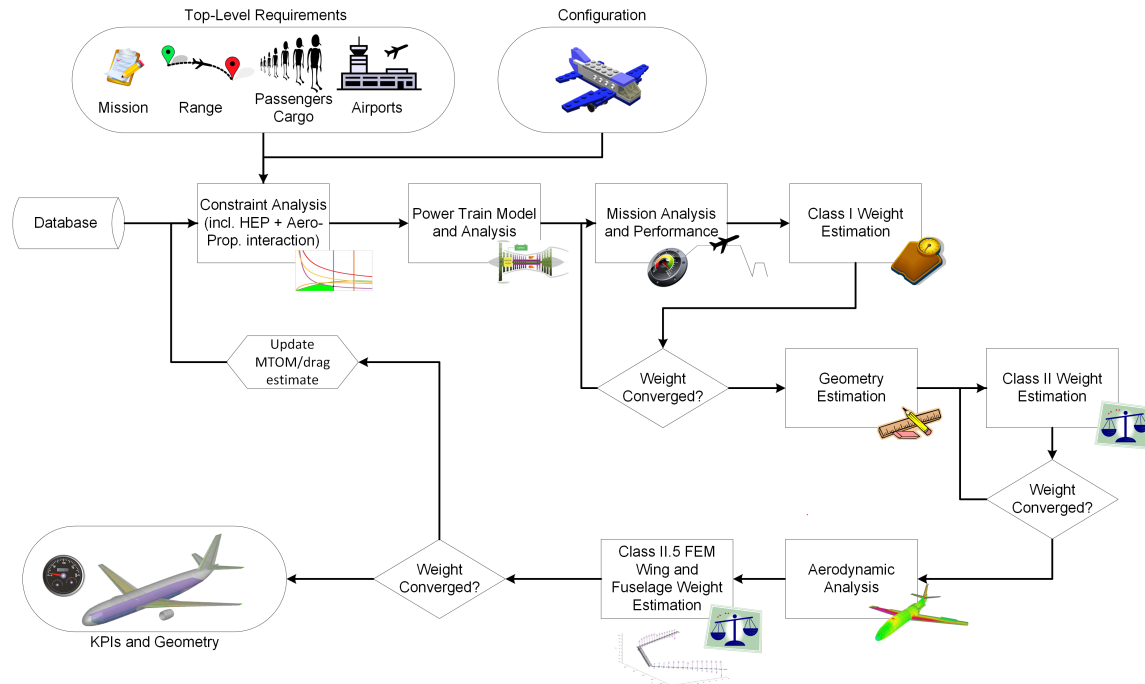 Top-Level Requirements
Configuration
Mission
Range
Passengers
Cargo
Airports
Database
Constraint Analysis
(incl. HEP + Aero-
Prop. interaction)
Power Train Model
and Analysis
Mission Analysis
and Performance
Class I Weight
Estimation
Update
MTOM/drag
estimate
Weight
Converged?
Geometry
Estimation
Class II Weight
Estimation
Weight
Converged?
Weight
Converged?
Class II.5 FEM
Wing and
Fuselage Weight
Estimation
Aerodynamic
Analysis
KPIs and Geometry